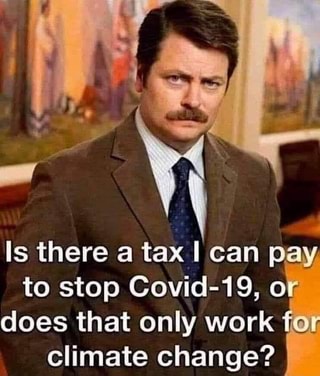 Is there a tax I can pay
to stop Covid-19, or
does that only work for
climate change?